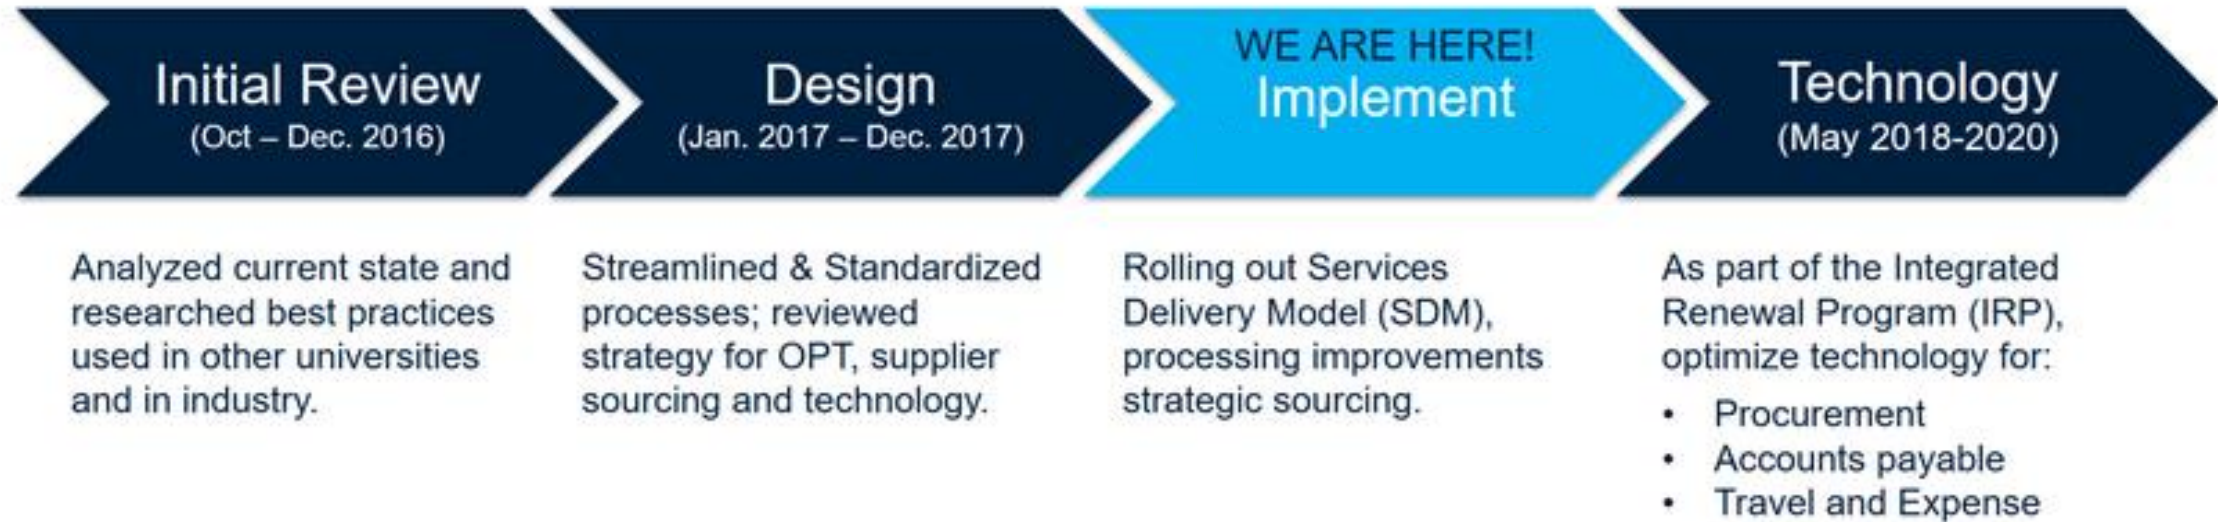 Initial Review
(Oct – Dec. 2016)
Design
(Jan. 2017 – Dec. 2017)
WE ARE HERE!
Implement
Technology
(May 2018-2020)
Analyzed current state and
researched best practices
used in other universities
and in industry.
Streamlined & Standardized
processes; reviewed
strategy for OPT, supplier
sourcing and technology.
Rolling out Services
Delivery Model (SDM),
processing improvements
strategic sourcing.
As part of the Integrated
Renewal Program (IRP),
optimize technology for:
• Procurement
• Accounts payable
• Travel and Expense